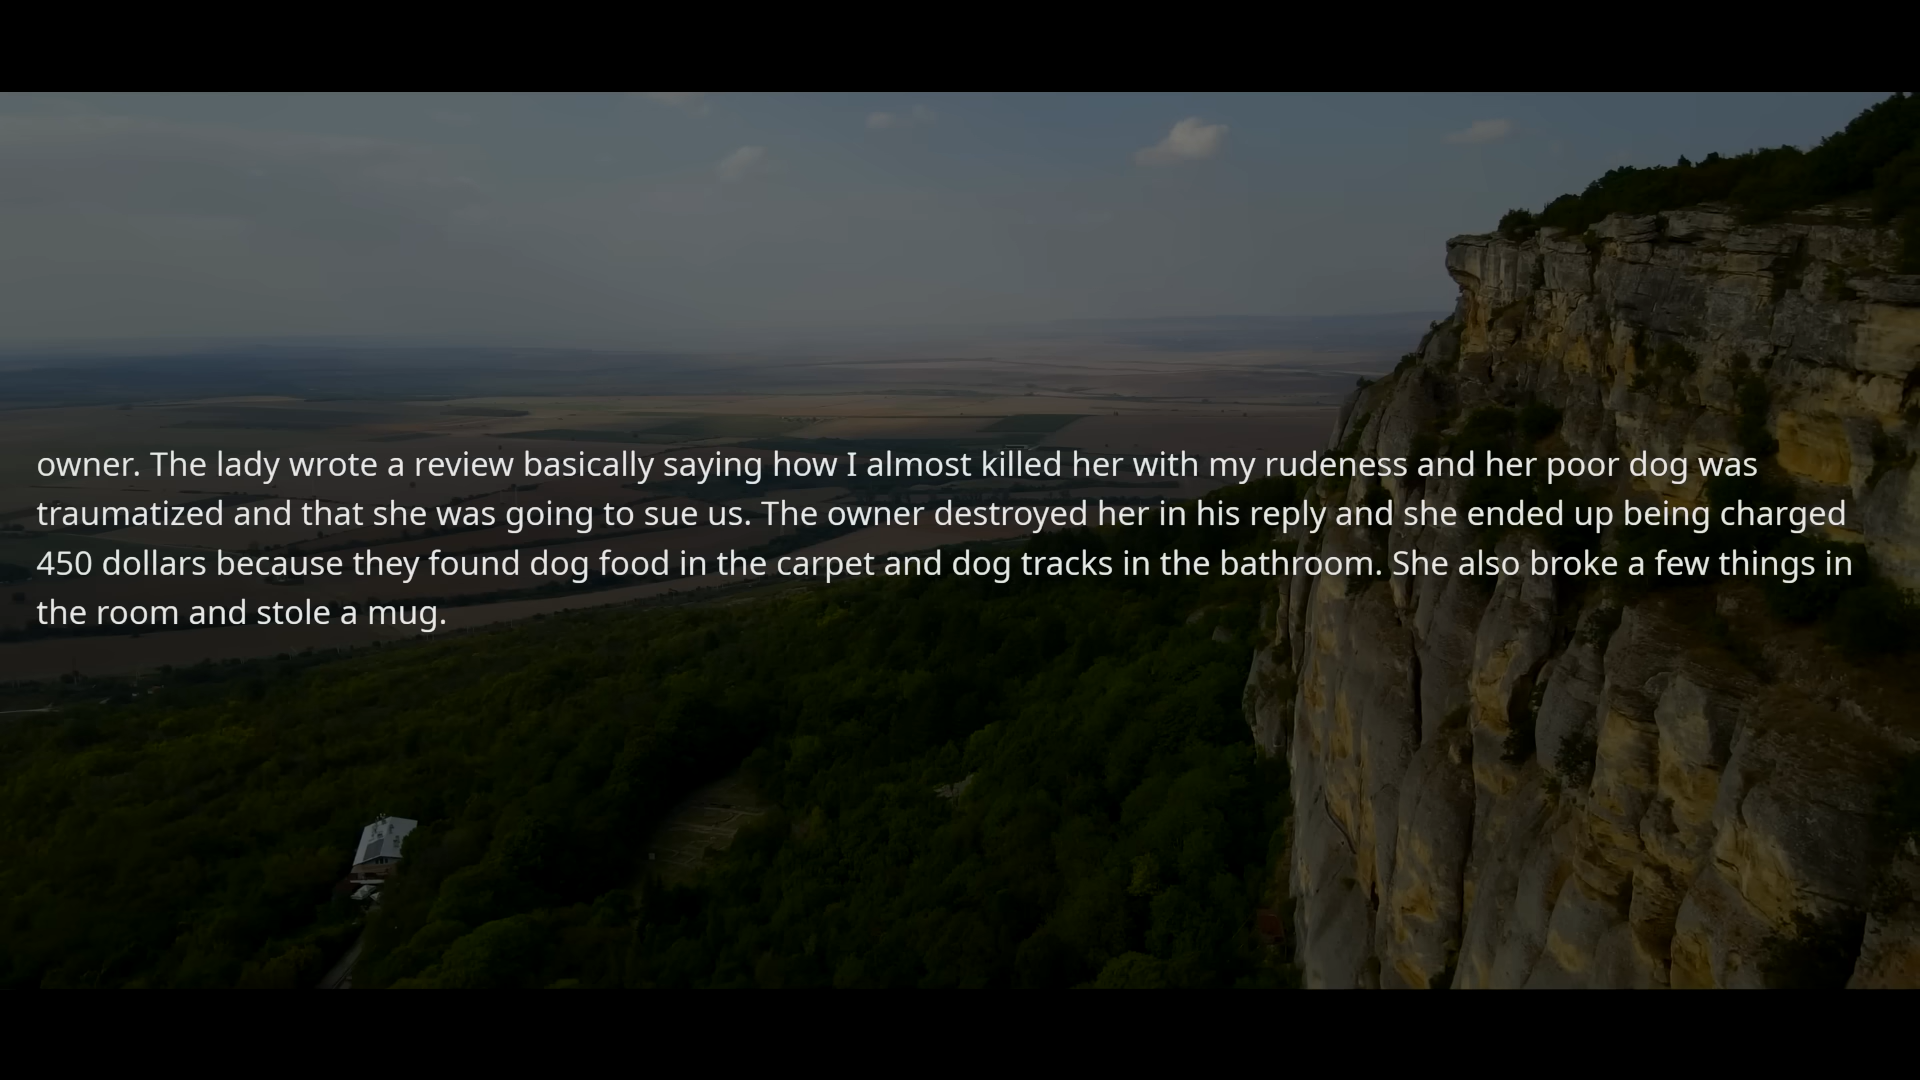 owner. The lady wrote a review basically saying how I almost killed her with my rudeness and her poor dog was
traumatized and that she was going to sue us. The owner destroyed her in his reply and she ended up being charged
450 dollars because they found dog food in the carpet and dog tracks in the bathroom. She also broke a few things in
the room and stole a mug.